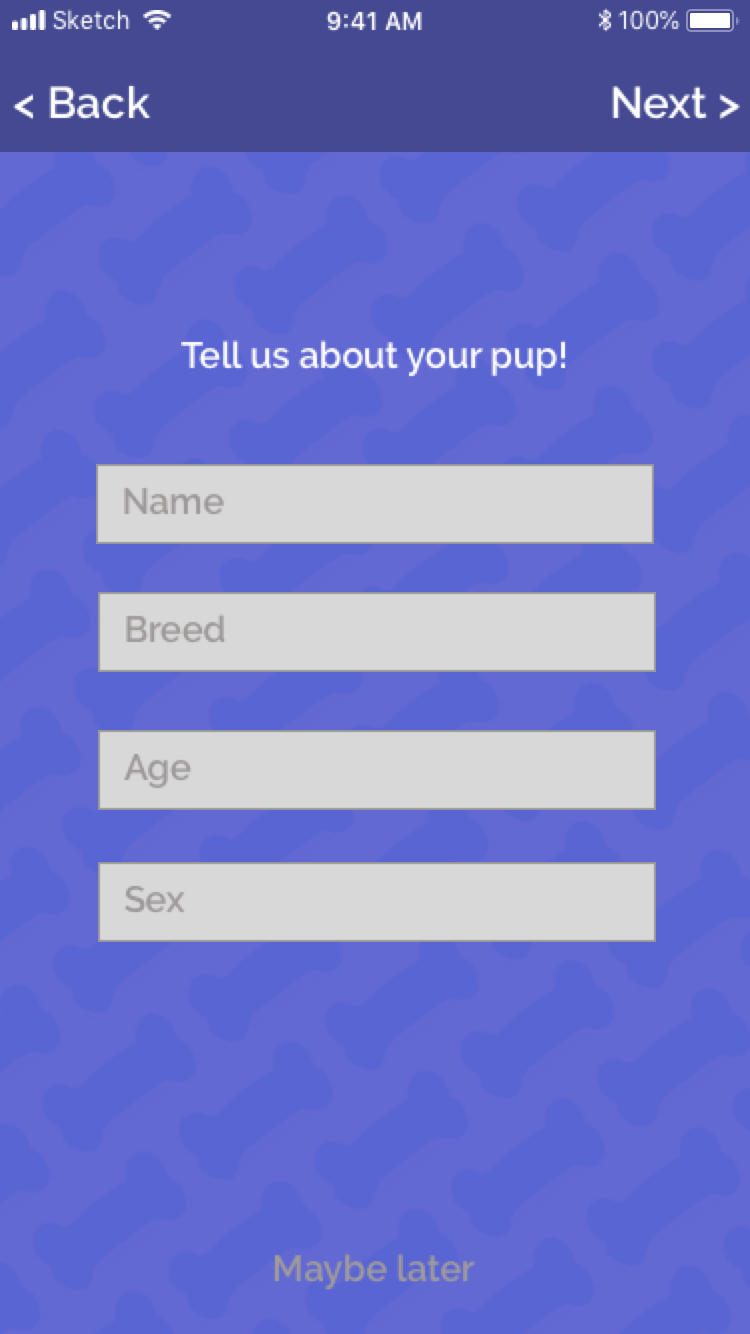 Sketch 9:41 AM 100%
< Back Next >
Tell us about your pup!
Name
Breed
Age
Sex
Maybe later